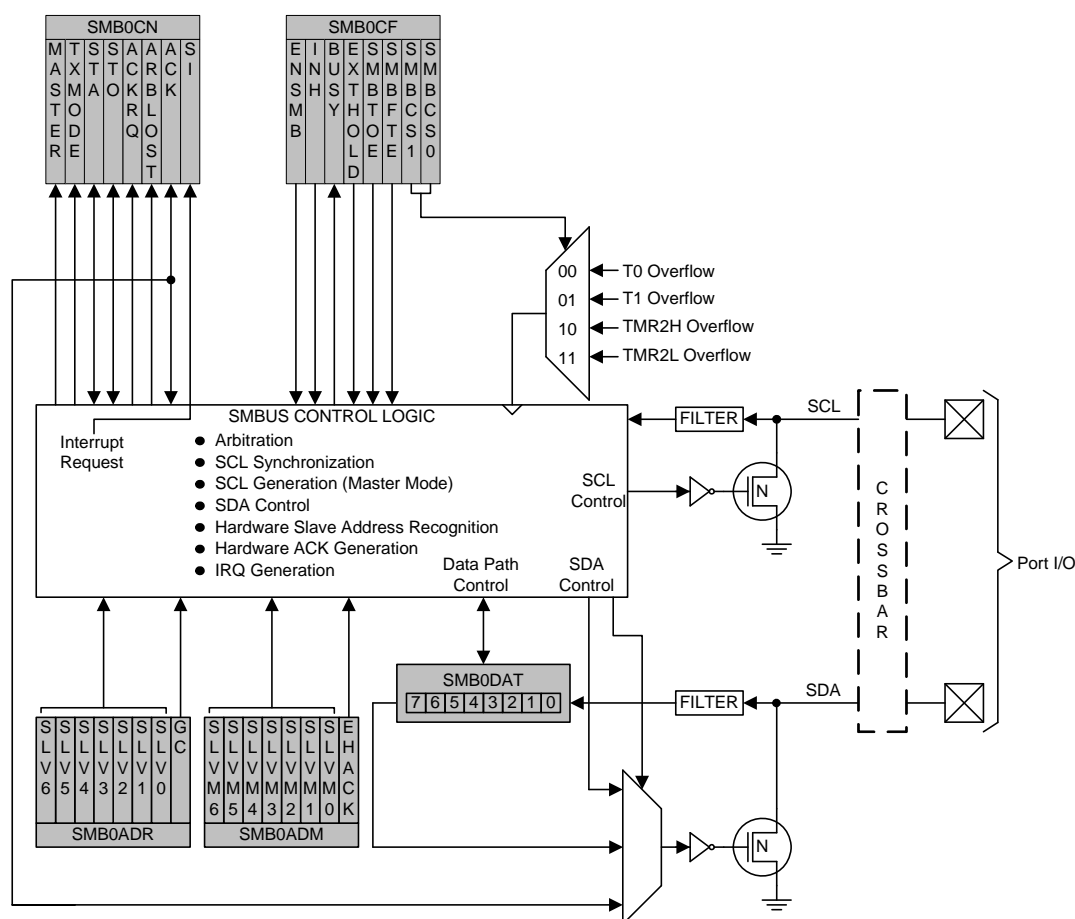 SMB0CN
MASTER
TXMODE
STA
STO
ACKRQ
ARBLOST
ACK
SI
SMB0CF
ENSMB
INH
BUSY
EXTHOLD
SMBTOE
SMBFTE
SMBCS1
SMBCS0
00
T0 Overflow
01
T1 Overflow
10
TMR2H Overflow
11
TMR2L Overflow
SMBUS CONTROL LOGIC
Interrupt
Request
● Arbitration
● SCL Synchronization
● SCL Generation (Master Mode)
● SDA Control
● Hardware Slave Address Recognition
● Hardware ACK Generation
● IRQ Generation
Data Path
Control
SDA
Control
SCL
Control
FILTER
SCL
N
CROSSBAR
Port I/O
SMB0DAT
7 6 5 4 3 2 1 0
FILTER
SDA
N
SLV6
SLV5
SLV4
SLV3
SLV2
SLV1
SLV0
GC
SMB0ADR
SLVM6
SLVM5
SLVM4
SLVM3
SLVM2
SLVM1
SLVM0
EHACK
SMB0ADM